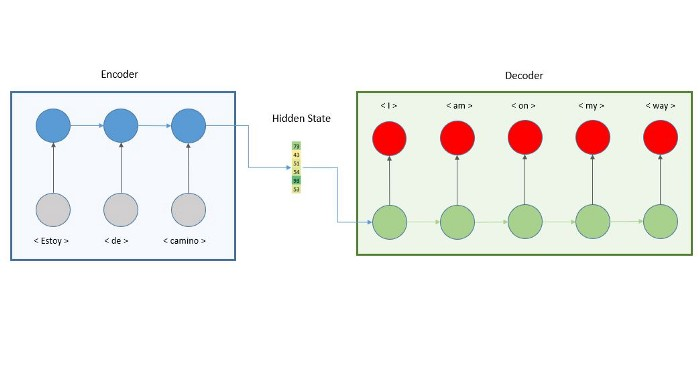 Encoder
Decoder
< I >
< am >
< on >
< my >
< way >
Hidden State
< Estoy >
< de >
< camino >